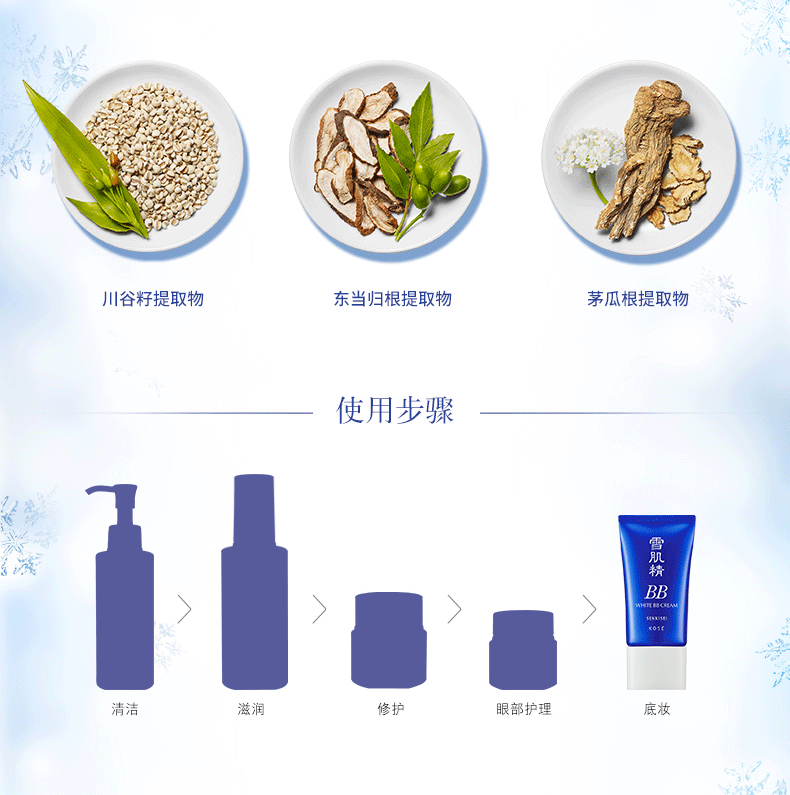 川谷籽提取物
东当归根提取物
茅瓜根提取物
使用步骤
雪肌精
BB
WHITE BB CREAM
SEKKISEI
KOSÉ
清洁
滋润
修护
眼部护理
底妆